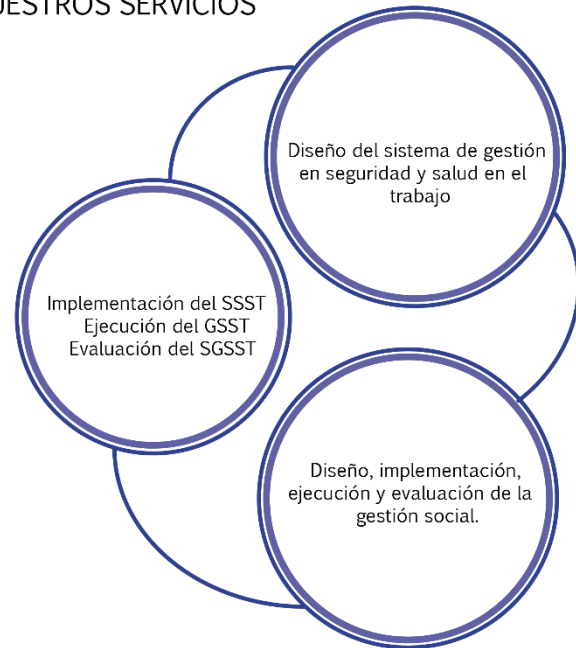 UESTROS SERVICIOS
Diseño del sistema de gestión
en seguridad y salud en el
trabajo
Implementación del SSST
Ejecución del GSST
Evaluación del SGSST
Diseño, implementación,
ejecución y evaluación de la
gestión social.